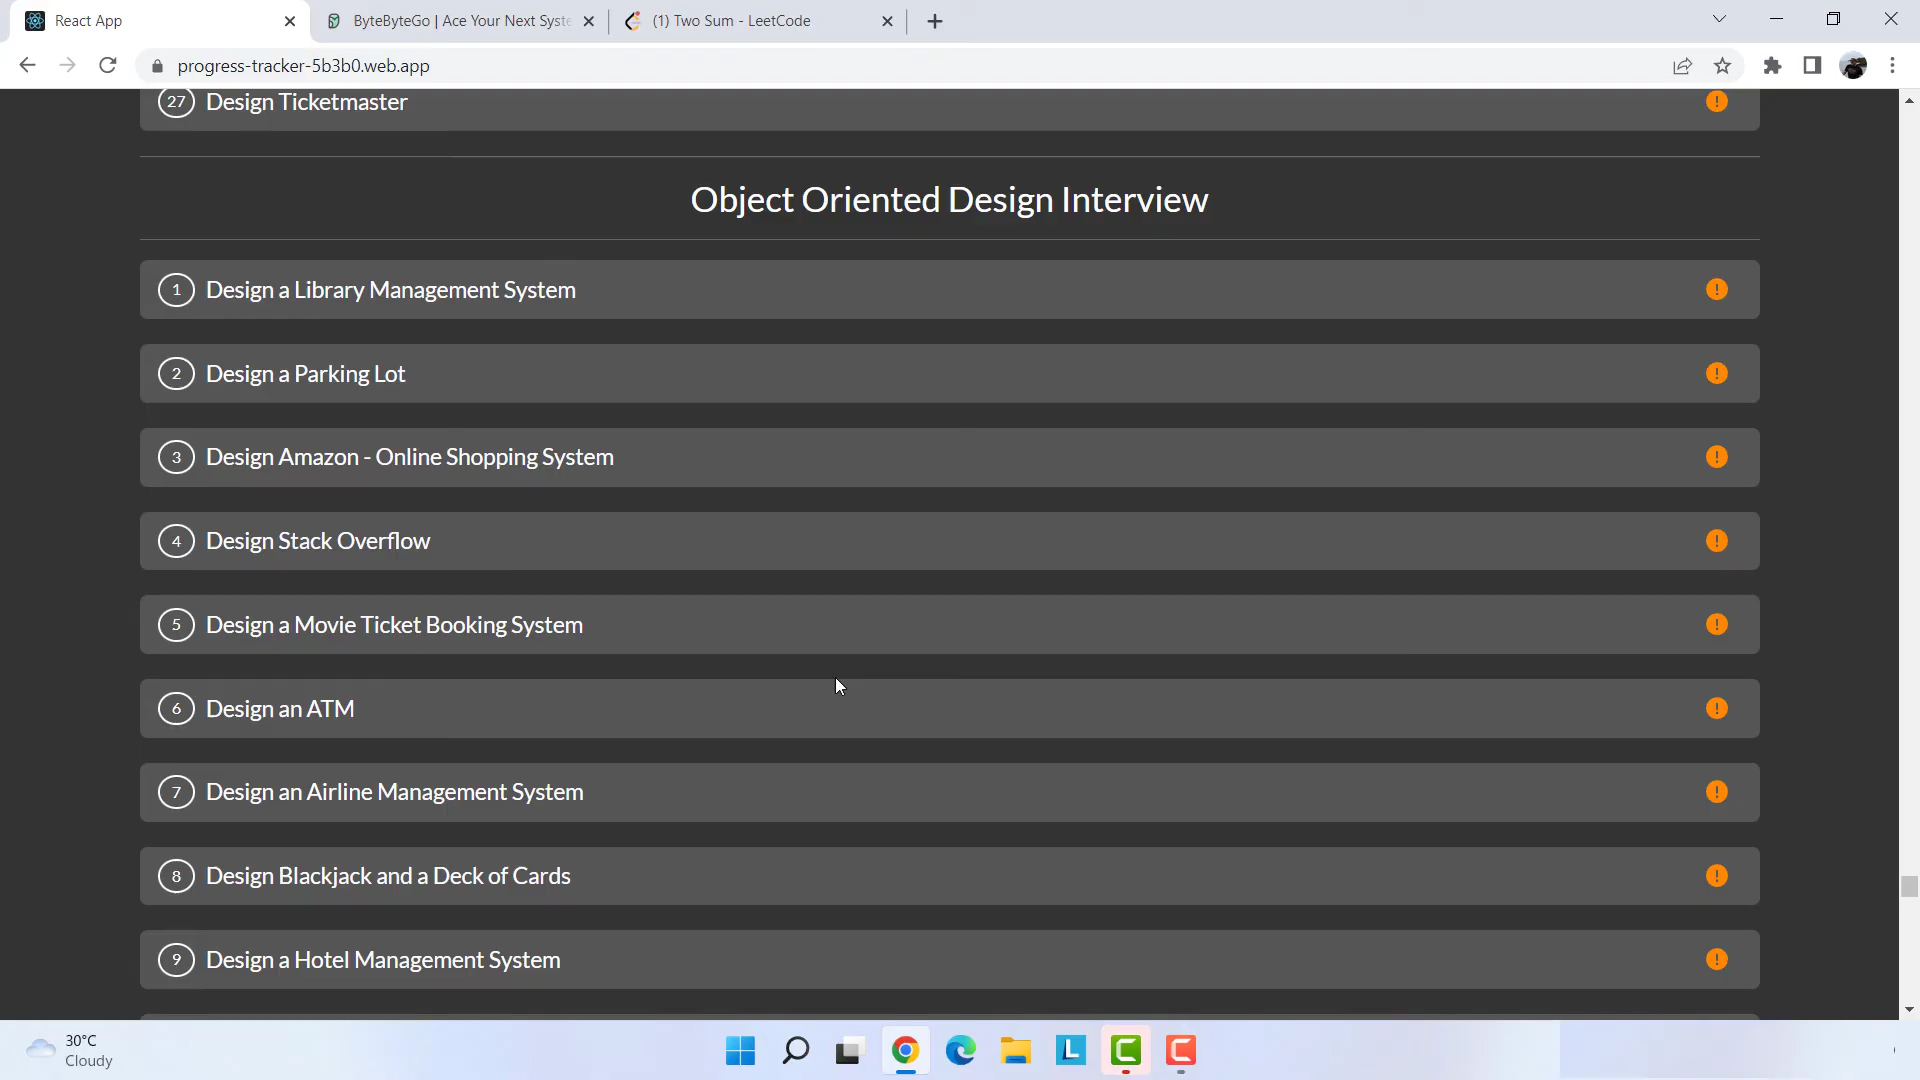 React App
ByteByteGo | Ace Your Next Syste
(1) Two Sum - LeetCode
progress-tracker-5b3b0.web.app
27 Design Ticketmaster !
Object Oriented Design Interview
1 Design a Library Management System !
2 Design a Parking Lot !
3 Design Amazon - Online Shopping System !
4 Design Stack Overflow !
5 Design a Movie Ticket Booking System !
6 Design an ATM !
7 Design an Airline Management System !
8 Design Blackjack and a Deck of Cards !
9 Design a Hotel Management System !
30°C
Cloudy
L